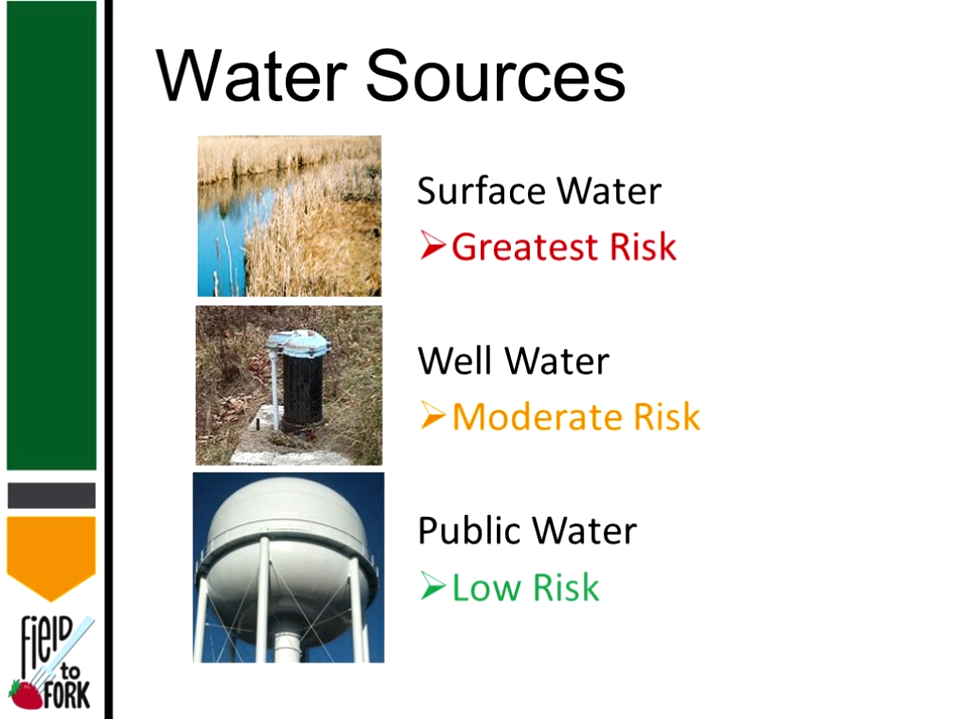 Water Sources
Surface Water
➢Greatest Risk
Well Water
➢Moderate Risk
Public Water
➢Low Risk
FiELD
to
FORK